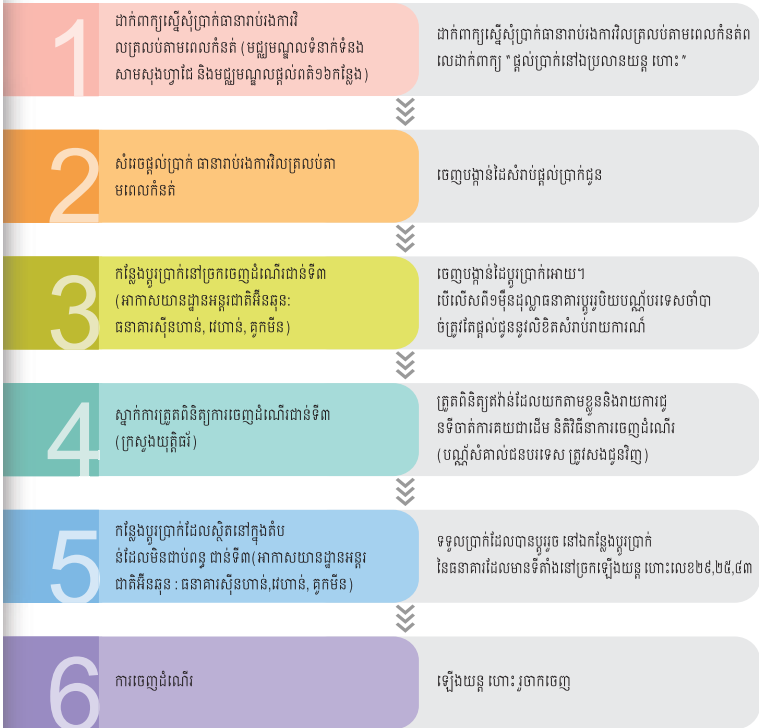 1
ដាក់ពាក្យស្នើសុំប្រាក់ធានារាប់រងការវិ
លត្រលប់តាមពេលកំនត់ (មជ្ឈមណ្ឌលទំនាក់ទំនង
សាមសុងហ្វាជែ និងមជ្ឈមណ្ឌលផ្តល់ពត៌១៦កន្លែង)
ដាក់ពាក្យស្នើសុំប្រាក់ធានារាប់រងការវិលត្រលប់តាមពេលកំនត់ព
លេដាក់ពាក្យ "ផ្តល់ប្រាក់នៅឯប្រលានយន្ត ហោះ"
2
សំរេចផ្តល់ប្រាក់ ធានារាប់រងការវិលត្រលប់តា
មពេលកំនត់
ចេញបង្កាន់ដៃសំរាប់ផ្តល់ប្រាក់ជូន
3
កន្លែងប្តូរប្រាក់នៅច្រកចេញដំណើរជាន់ទី៣
(អាកាសយានដ្ឋានអន្តរជាតិអ៊ីនឆុន:
ធនាគារស៊ីនហាន់, វេហាន់, គូកមីន)
ចេញបង្កាន់ដៃប្តូរប្រាក់អោយ។
បើលើសពី១ម៉ឺនដុល្លាធនាគារប្តូររូបិយបណ្ណ័បរទេសចាំបា
ច់ត្រូវតែផ្តល់ជូននូវលិខិតសំរាប់រាយការណ៍
4
ស្នាក់ការត្រួតពិនិត្យការចេញដំណើរជាន់ទី៣
(ក្រសួងយុត្តិធរ៌)
ត្រួតពិនិត្យឥវ៉ាន់ដែលយកតាមខ្លួននិងរាយការជូ
នទីចាត់ការគយជាដើម និតិវិធីនាការចេញដំណើរ
(បណ្ណ័សំគាល់ជនបរទេស ត្រូវសងជូនវិញ)
5
កន្លែងប្តូរប្រាក់ដែលស្ថិតនៅក្នុងតំប
ន់ដែលមិនជាប់ពន្ធ ជាន់ទី៣(អាកាសយានដ្ឋានអន្តរ
ជាតិអ៊ីនឆុន : ធនាគារស៊ីនហាន់,វេហាន់, គូកមីន)
ទទួលប្រាក់ដែលបានប្តូររួច នៅឯកន្លែងប្តូរប្រាក់
នៃធនាគារដែលមានទីតាំងនៅច្រកឡើងយន្ត ហោះលេខ២៩,២៥,៤៣
6
ការចេញដំណើរ
ឡើងយន្ត ហោះ រួចាកចេញ